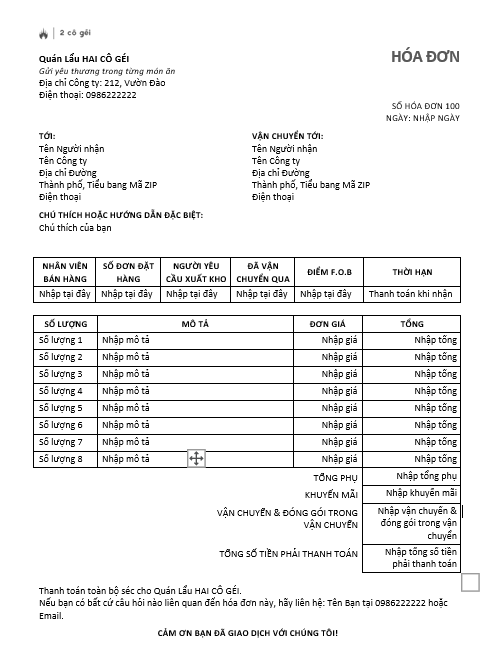 2 cô géi
Quán Lẩu HAI CÔ GÉI
HÓA ĐƠN
Gửi yêu thương trong từng món ăn
Địa chỉ Công ty: 212, Vườn Đào
Điện thoại: 0986222222
SỐ HÓA ĐƠN 100
NGÀY: NHẬP NGÀY
TỚI:
Tên Người nhận
Tên Công ty
Địa chỉ Đường
Thành phố, Tiểu bang Mã ZIP
Điện thoại
VẬN CHUYỂN TỚI:
Tên Người nhận
Tên Công ty
Địa chỉ Đường
Thành phố, Tiểu bang Mã ZIP
Điện thoại
CHÚ THÍCH HOẶC HƯỚNG DẪN ĐẶC BIỆT:
Chú thích của bạn
NHÂN VIÊN BÁN HÀNG SỐ ĐƠN ĐẶT HÀNG NGƯỜI YÊU CẦU XUẤT KHO ĐÃ VẬN CHUYỂN QUA ĐIỂM F.O.B THỜI HẠN
Nhập tại đây Nhập tại đây Nhập tại đây Nhập tại đây Nhập tại đây Thanh toán khi nhận
SỐ LƯỢNG MÔ TẢ ĐƠN GIÁ TỔNG
Số lượng 1 Nhập mô tả Nhập giá Nhập tổng
Số lượng 2 Nhập mô tả Nhập giá Nhập tổng
Số lượng 3 Nhập mô tả Nhập giá Nhập tổng
Số lượng 4 Nhập mô tả Nhập giá Nhập tổng
Số lượng 5 Nhập mô tả Nhập giá Nhập tổng
Số lượng 6 Nhập mô tả Nhập giá Nhập tổng
Số lượng 7 Nhập mô tả Nhập giá Nhập tổng
Số lượng 8 Nhập mô tả Nhập giá Nhập tổng
TỔNG PHỤ Nhập tổng phụ
KHUYẾN MÃI Nhập khuyến mãi
VẬN CHUYỂN & ĐÓNG GÓI TRONG VẬN CHUYỂN Nhập vận chuyển & đóng gói trong vận chuyển
TỔNG SỐ TIỀN PHẢI THANH TOÁN Nhập tổng số tiền phải thanh toán
Thanh toán toàn bộ séc cho Quán Lẩu HAI CÔ GÉI.
Nếu bạn có bất cứ câu hỏi nào liên quan đến hóa đơn này, hãy liên hệ: Tên Bạn tại 0986222222 hoặc
Email.
CẢM ƠN BẠN ĐÃ GIAO DỊCH VỚI CHÚNG TÔI!